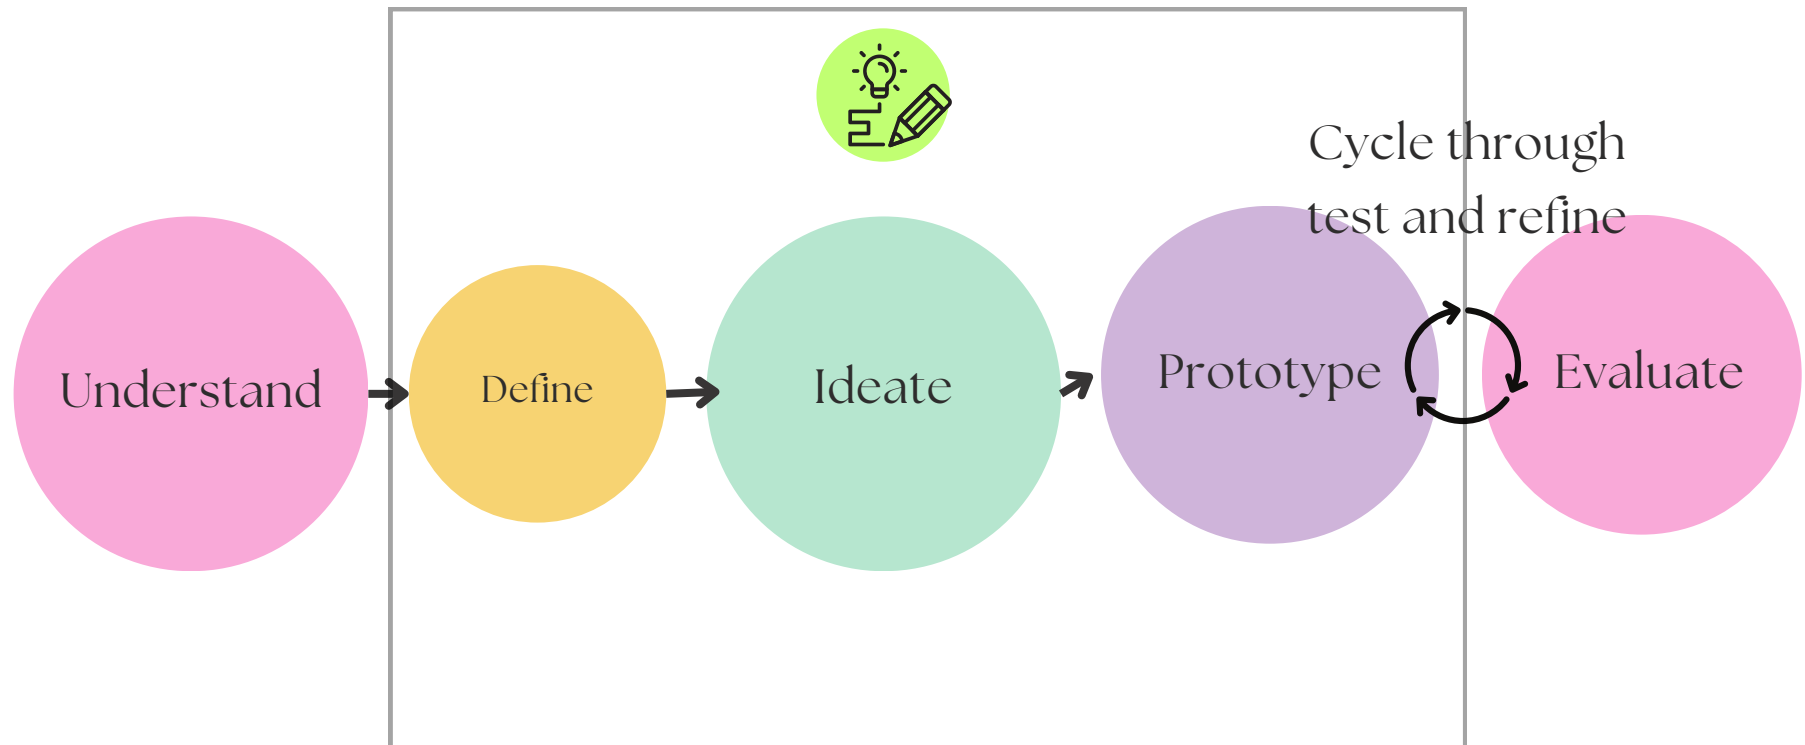 Cycle through
test and refine
Understand
Define
Ideate
Prototype
Evaluate